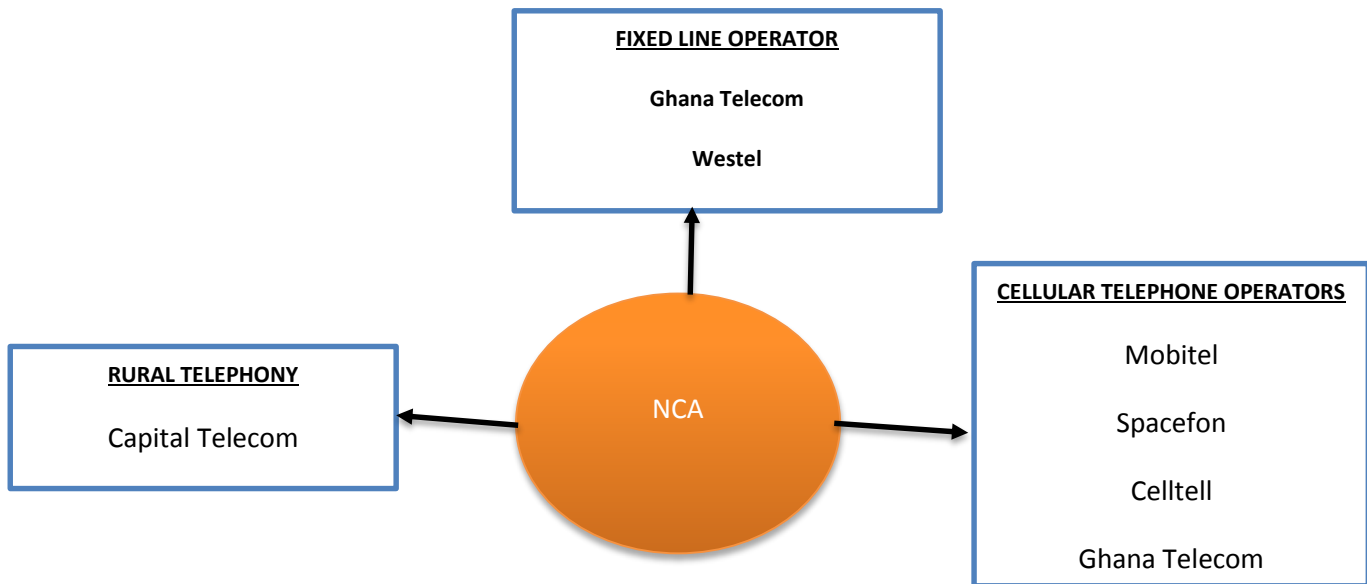 FIXED LINE OPERATOR
Ghana Telecom
Westel
CELLULAR TELEPHONE OPERATORS
Mobitel
Spacefon
Celltell
Ghana Telecom
RURAL TELEPHONY
Capital Telecom
NCA